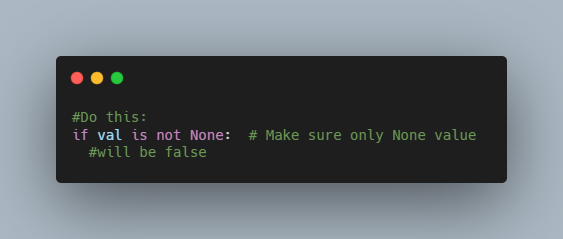 #Do this:
if val is not None:  # Make sure only None value
  #will be false